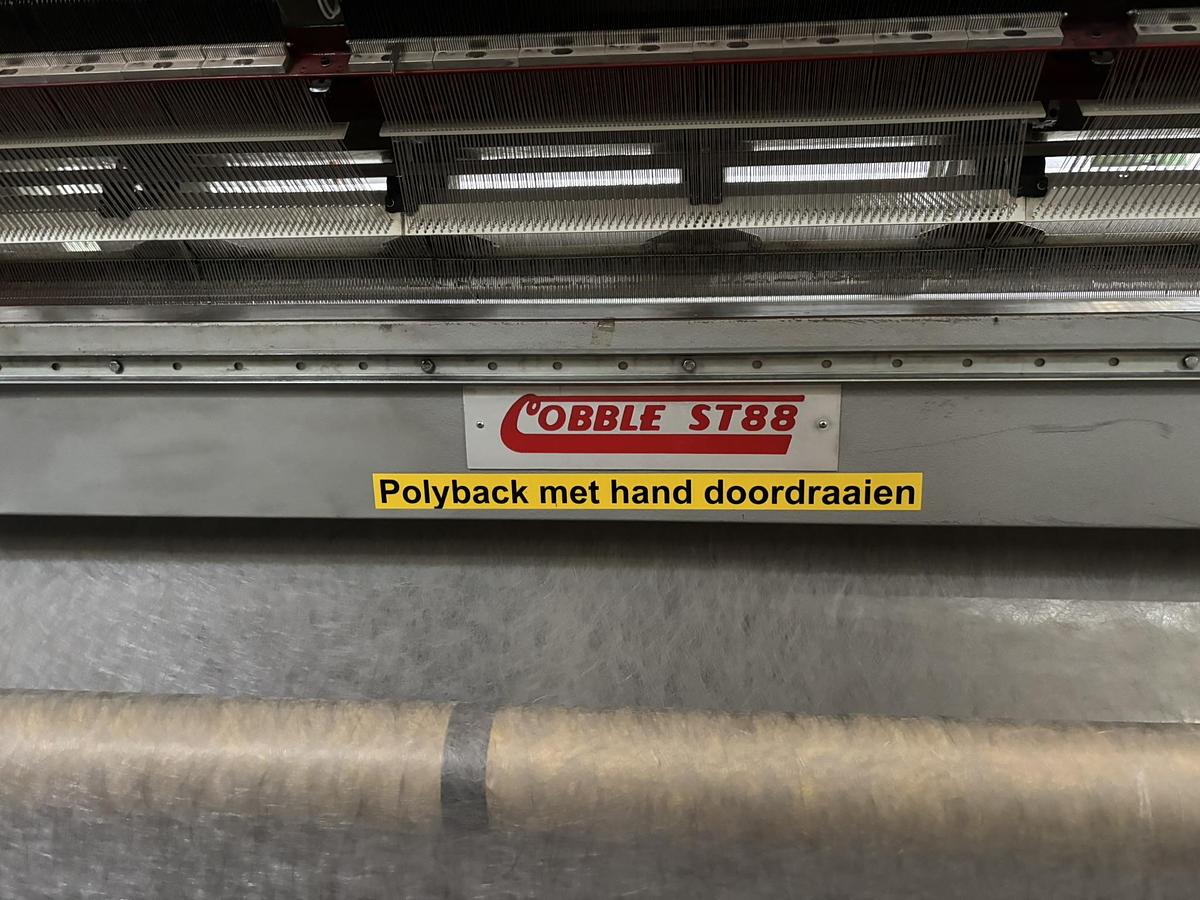 COBBLE ST88
Polyback met hand doordraaien